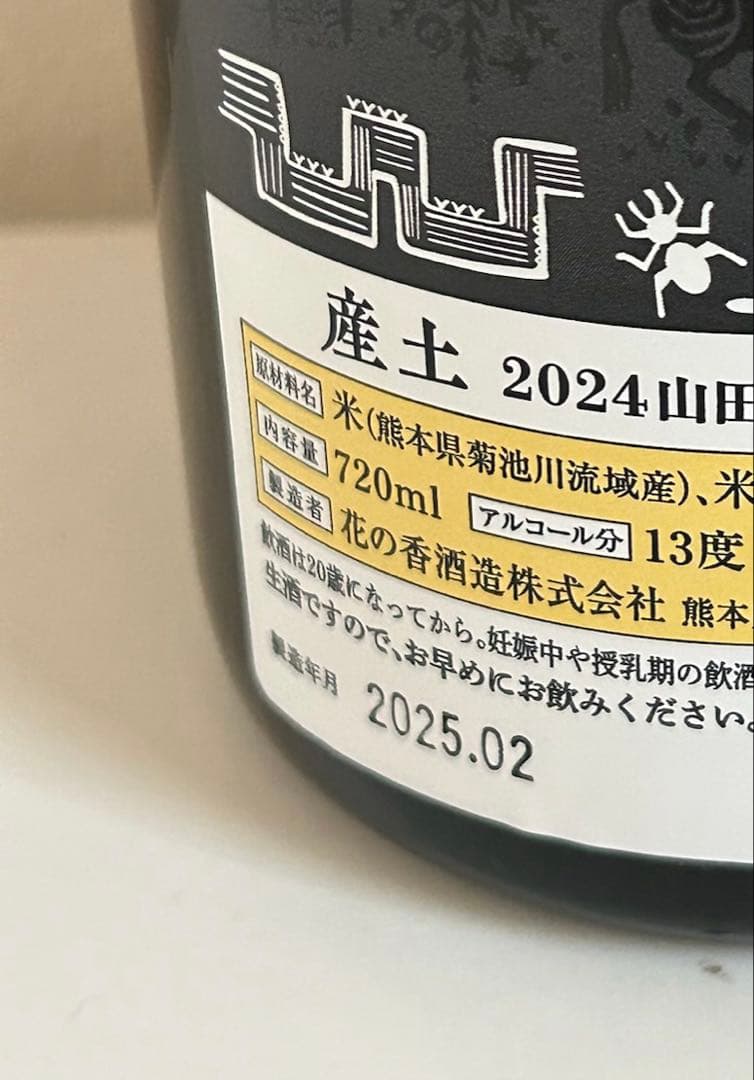 産土 2024山田
原材料名 米(熊本県菊池川流域産)、米
内容量 720ml アルコール分 13度
製造者 花の香酒造株式会社 熊本
飲酒は20歳になってから。妊娠中や授乳期の飲酒
生酒ですので、お早めにお飲みください。
製造年月 2025.02